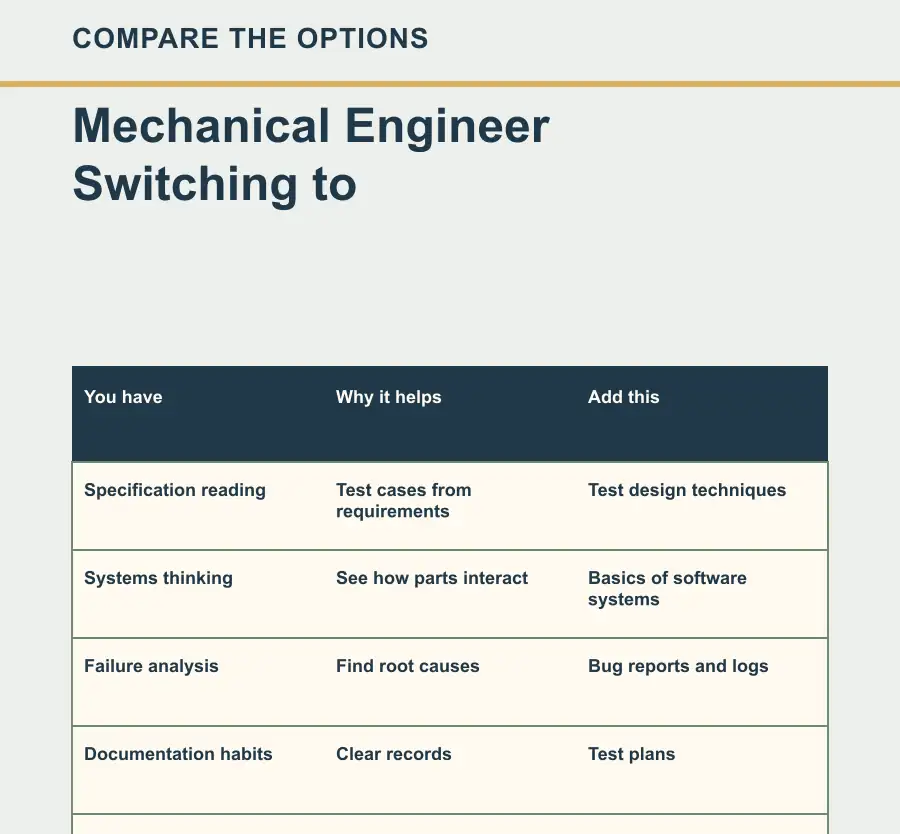 COMPARE THE OPTIONS
Mechanical Engineer
Switching to
You have
Why it helps
Add this
Specification reading
Test cases from
requirements
Test design techniques
Systems thinking
See how parts interact
Basics of software
systems
Failure analysis
Find root causes
Bug reports and logs
Documentation habits
Clear records
Test plans